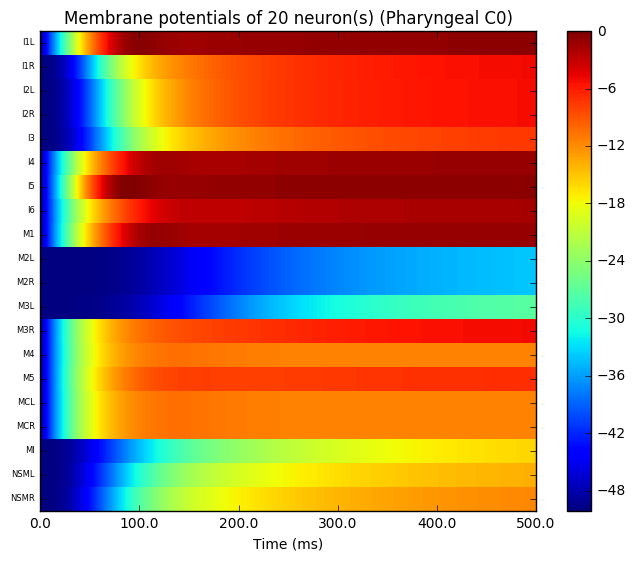 Membrane potentials of 20 neuron(s) (Pharyngeal C0)
I1L
I1R
I2L
I2R
I3
I4
I5
I6
M1
M2L
M2R
M3L
M3R
M4
M5
MCL
MCR
MI
NSML
NSMR
0.0 100.0 200.0 300.0 400.0 500.0
Time (ms)
0
−6
−12
−18
−24
−30
−36
−42
−48